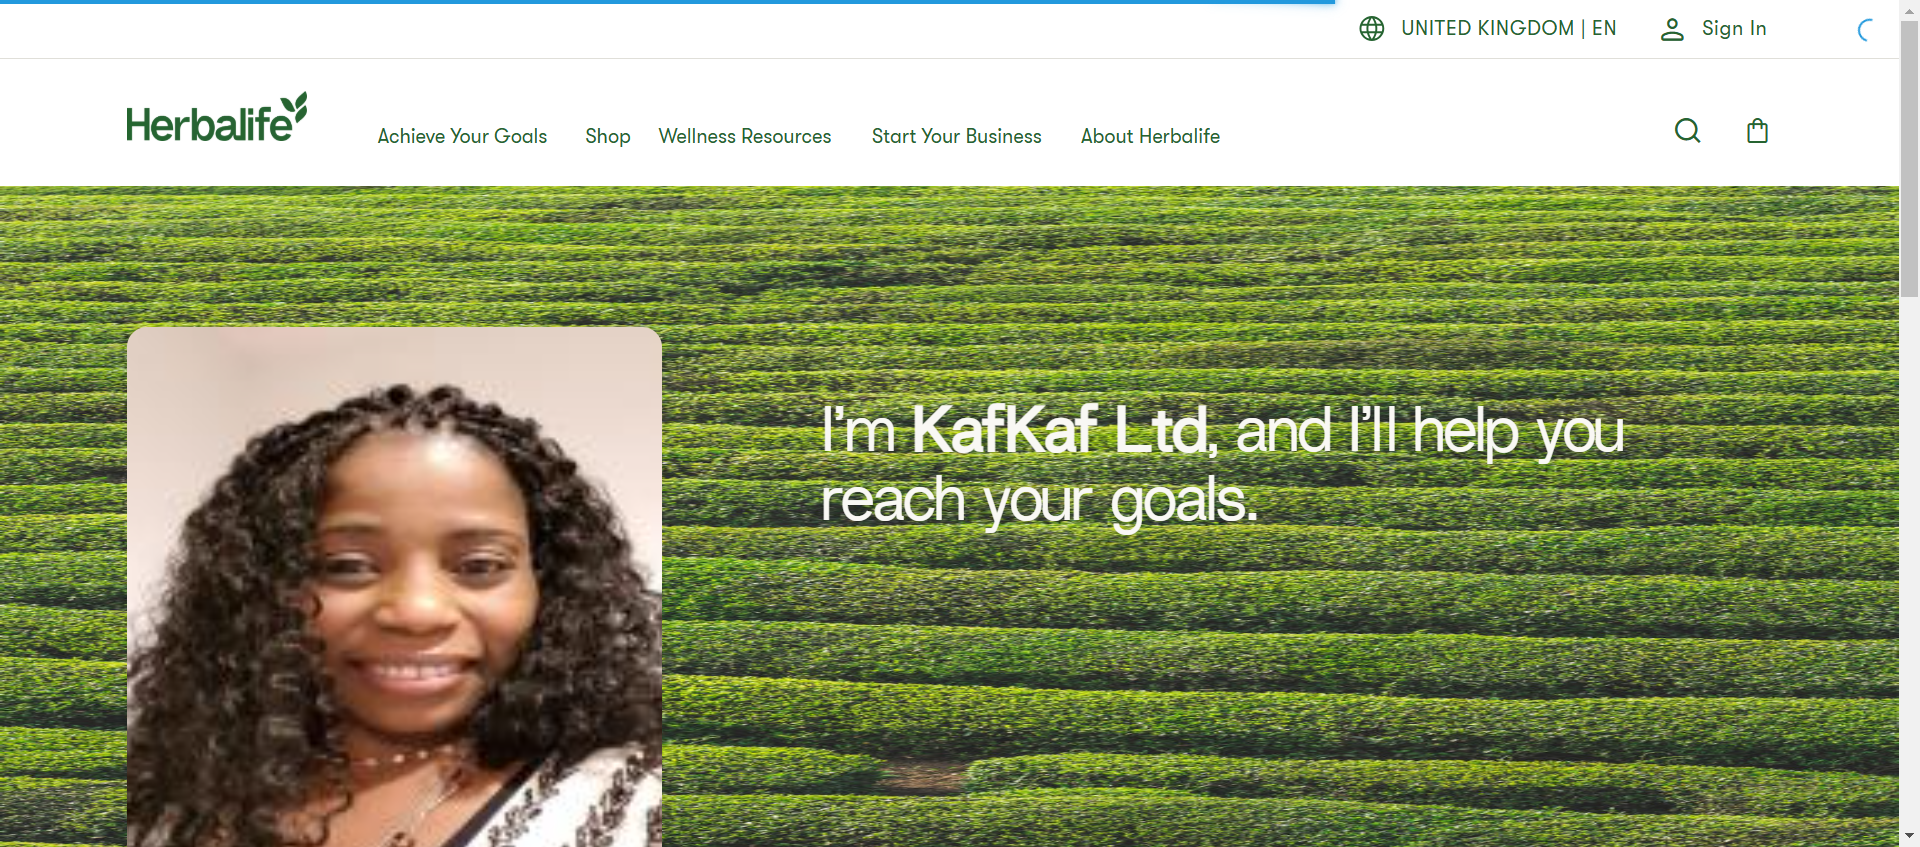 UNITED KINGDOM | EN
Sign In
Herbalife
Achieve Your Goals
Shop
Wellness Resources
Start Your Business
About Herbalife
I'm KafKaf Ltd, and I'll help you
reach your goals.